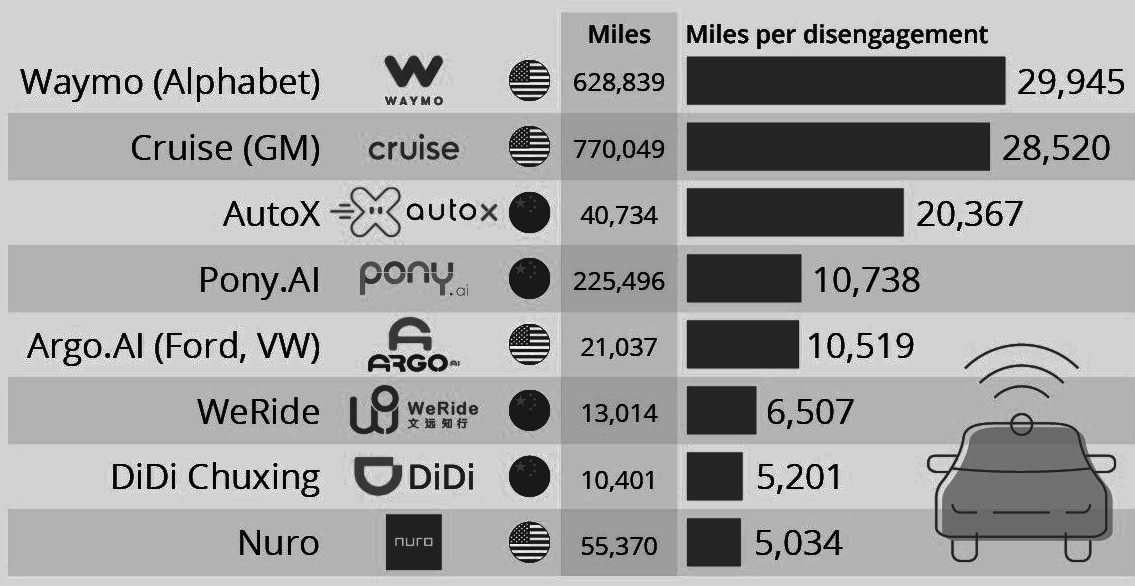 Miles Miles per disengagement
Waymo (Alphabet) WAYMO 628,839 29,945
Cruise (GM) cruise 770,049 28,520
AutoX autox 40,734 20,367
Pony.AI pony.ai 225,496 10,738
Argo.AI (Ford, VW) ARGO AI 21,037 10,519
WeRide WeRide 13,014 6,507
文远知行
DiDi Chuxing DiDi 10,401 5,201
Nuro nuro 55,370 5,034